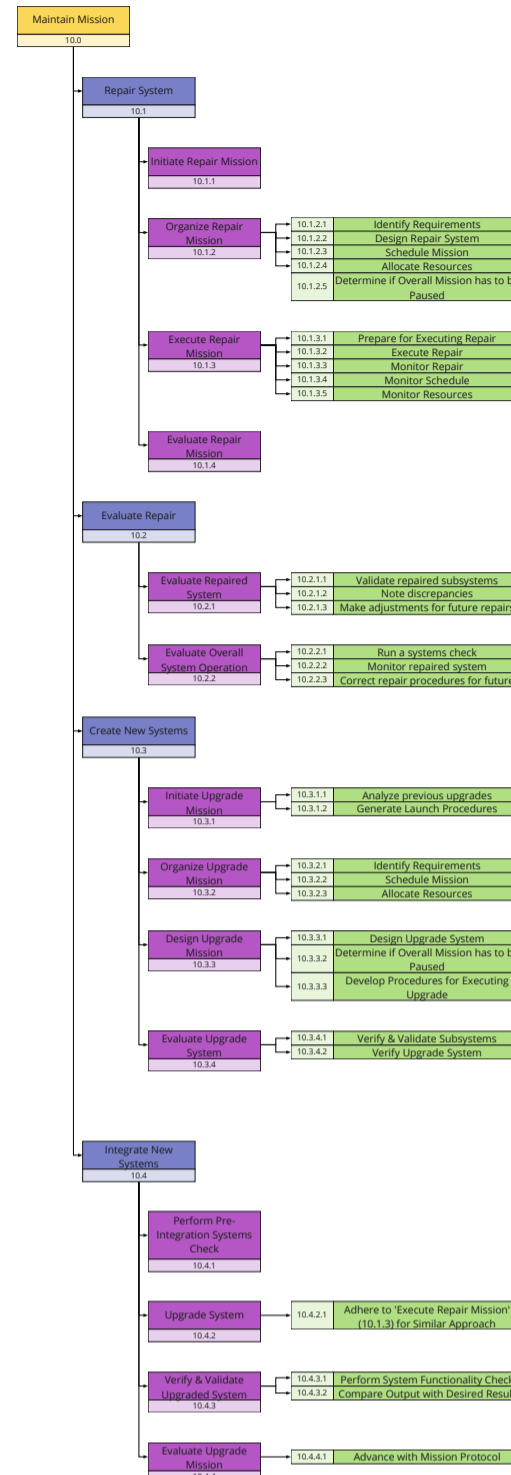 Maintain Mission
10.0
Repair System
10.1
Initiate Repair Mission
10.1.1
Organize Repair
Mission
10.1.2
10.1.2.1 Identify Requirements
10.1.2.2 Design Repair System
10.1.2.3 Schedule Mission
10.1.2.4 Allocate Resources
10.1.2.5 Determine if Overall Mission has to b
Paused
Execute Repair
Mission
10.1.3
10.1.3.1 Prepare for Executing Repair
10.1.3.2 Execute Repair
10.1.3.3 Monitor Repair
10.1.3.4 Monitor Schedule
10.1.3.5 Monitor Resources
Evaluate Repair
Mission
10.1.4
Evaluate Repair
10.2
Evaluate Repaired
System
10.2.1
10.2.1.1 Validate repaired subsystems
10.2.1.2 Note discrepancies
10.2.1.3 Make adjustments for future repairs
Evaluate Overall
System Operation
10.2.2
10.2.2.1 Run a systems check
10.2.2.2 Monitor repaired system
10.2.2.3 Correct repair procedures for future
Create New Systems
10.3
Initiate Upgrade
Mission
10.3.1
10.3.1.1 Analyze previous upgrades
10.3.1.2 Generate Launch Procedures
Organize Upgrade
Mission
10.3.2
10.3.2.1 Identify Requirements
10.3.2.2 Schedule Mission
10.3.2.3 Allocate Resources
Design Upgrade
Mission
10.3.3
10.3.3.1 Design Upgrade System
10.3.3.2 Determine if Overall Mission has to b
Paused
10.3.3.3 Develop Procedures for Executing
Upgrade
Evaluate Upgrade
System
10.3.4
10.3.4.1 Verify & Validate Subsystems
10.3.4.2 Verify Upgrade System
Integrate New
Systems
10.4
Perform Pre-
Integration Systems
Check
10.4.1
Upgrade System
10.4.2
10.4.2.1 Adhere to 'Execute Repair Mission'
(10.1.3) for Similar Approach
Verify & Validate
Upgraded System
10.4.3
10.4.3.1 Perform System Functionality Check
10.4.3.2 Compare Output with Desired Resul
Evaluate Upgrade
Mission
10.4.4.1 Advance with Mission Protocol